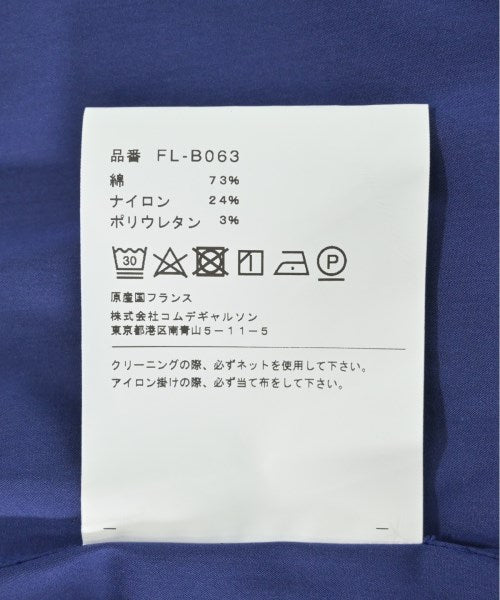 品番 FL-B063
綿 73%
ナイロン 24%
ポリウレタン 3%
30 P
原産国フランス
株式会社コムデギャルソン
東京都港区南青山5-11-5
クリーニングの際、必ずネットを使用して下さい。
アイロン掛けの際、必ず当て布をして下さい。